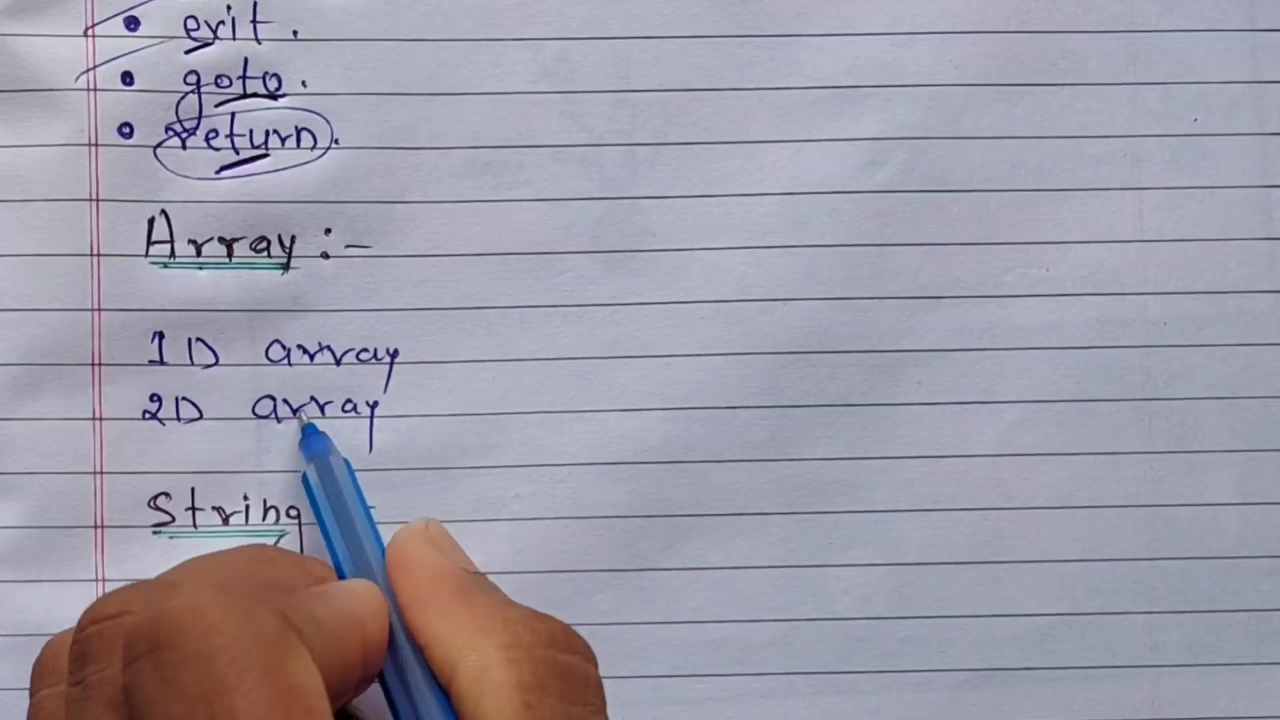 • exit.
• goto.
• return.
Array :-
1D array
2D array
String